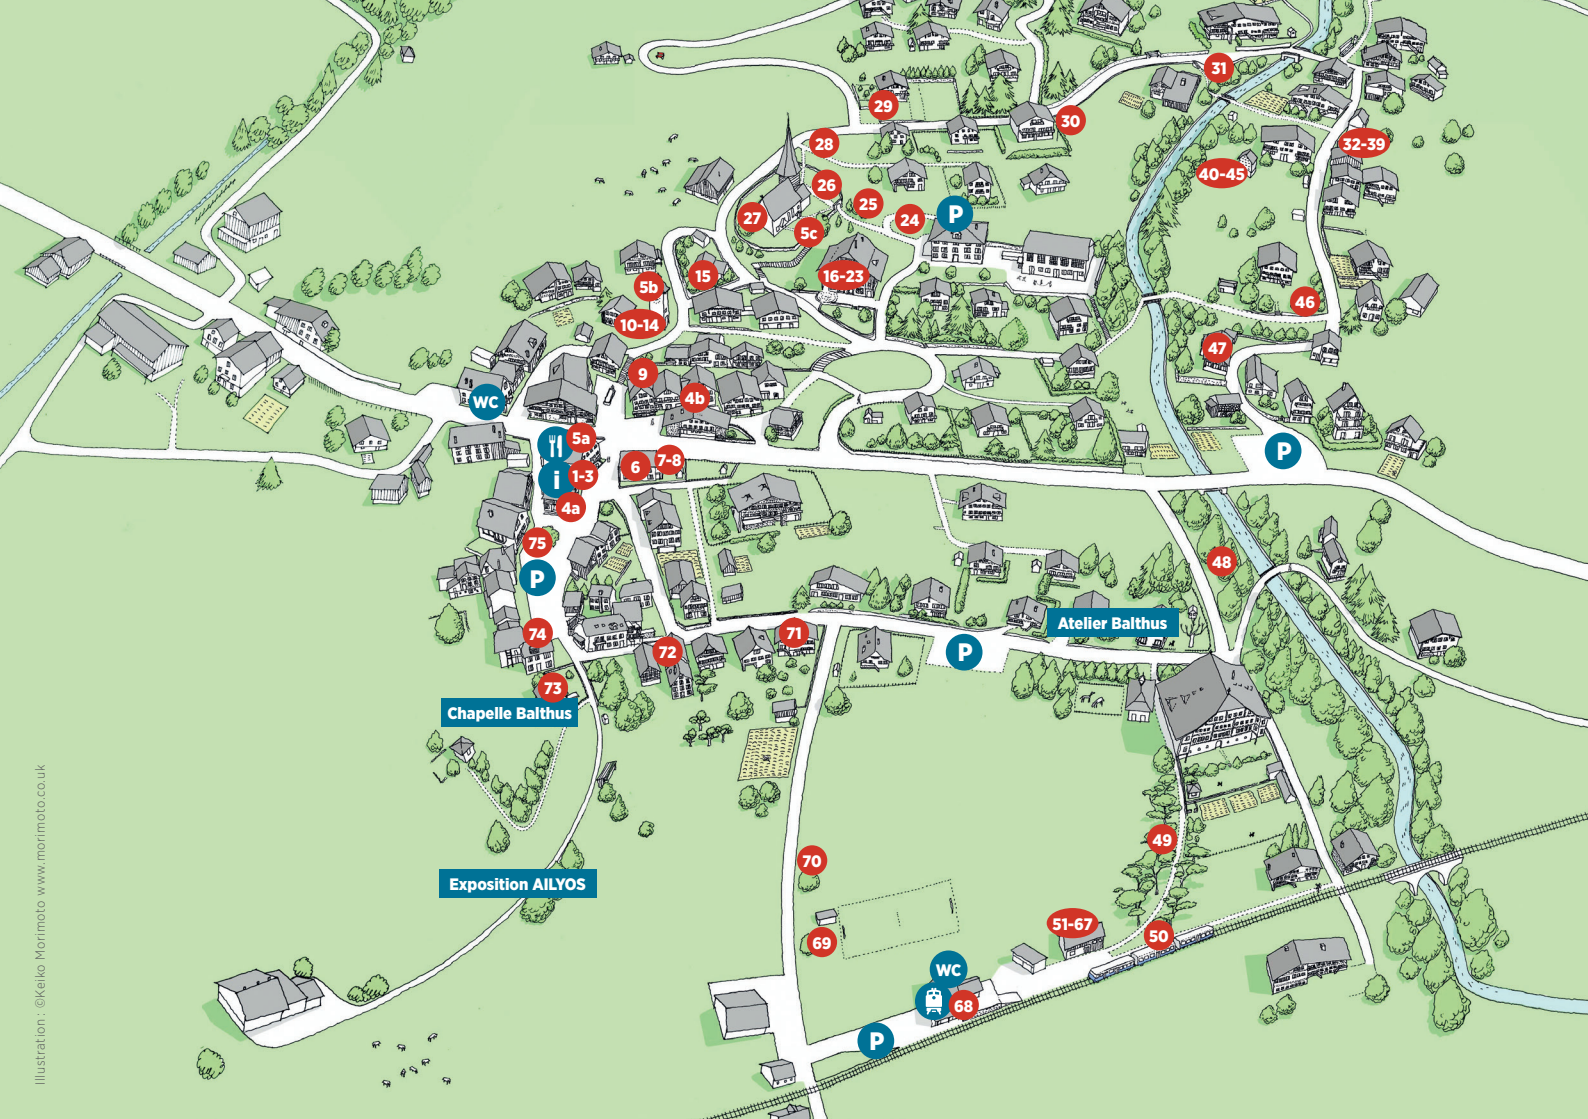 31
29
30
28
32-39
40-45
26
25
24
P
27
5c
15
16-23
5b
46
10-14
47
9
4b
WC
5a
P
6
7-8
i
1-3
4a
75
48
P
Atelier Balthus
74
71
72
P
73
Chapelle Balthus
49
70
Exposition AILYOS
51-67
50
69
WC
68
P
Illustration: ©Keiko Morimoto www.morimoto.co.uk